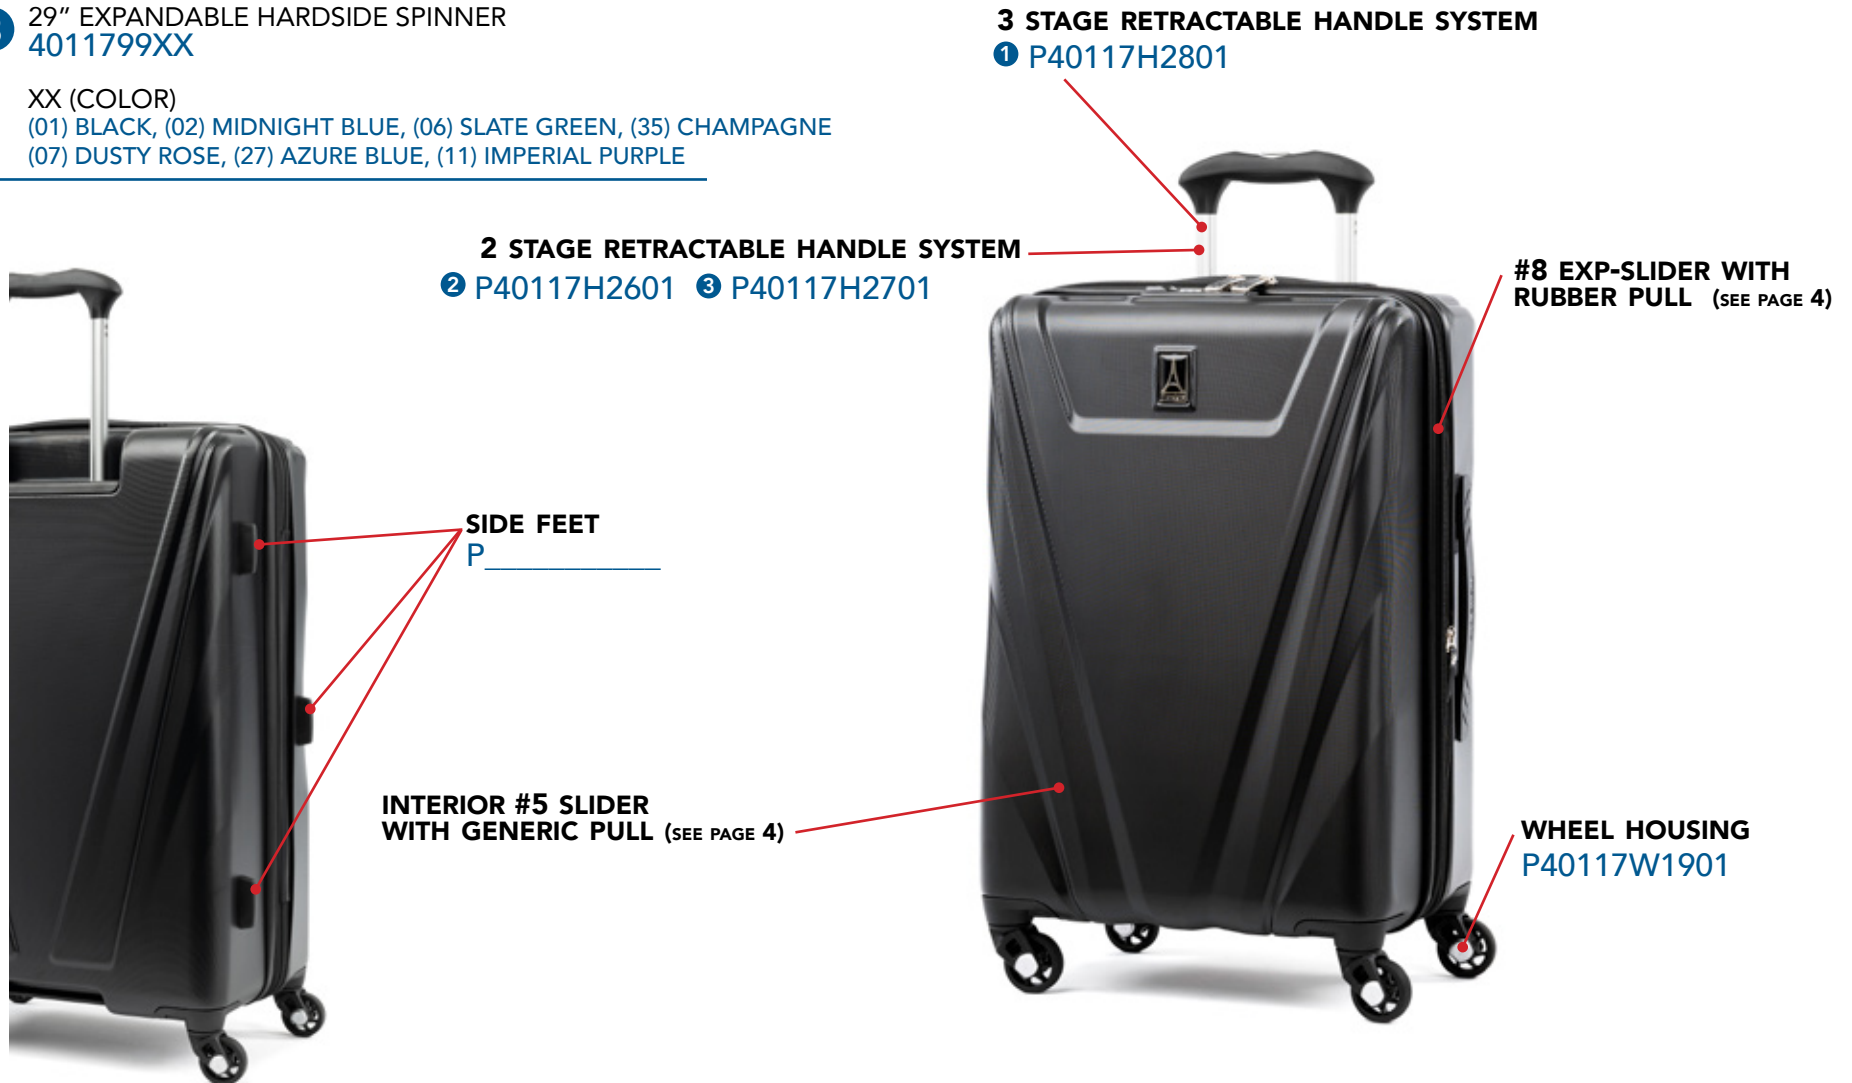 29” EXPANDABLE HARDSIDE SPINNER
4011799XX
XX (COLOR)
(01) BLACK, (02) MIDNIGHT BLUE, (06) SLATE GREEN, (35) CHAMPAGNE
(07) DUSTY ROSE, (27) AZURE BLUE, (11) IMPERIAL PURPLE
3 STAGE RETRACTABLE HANDLE SYSTEM
1 P40117H2801
2 STAGE RETRACTABLE HANDLE SYSTEM
2 P40117H2601 3 P40117H2701
#8 EXP-SLIDER WITH
RUBBER PULL (SEE PAGE 4)
SIDE FEET
P___________
INTERIOR #5 SLIDER
WITH GENERIC PULL (SEE PAGE 4)
WHEEL HOUSING
P40117W1901